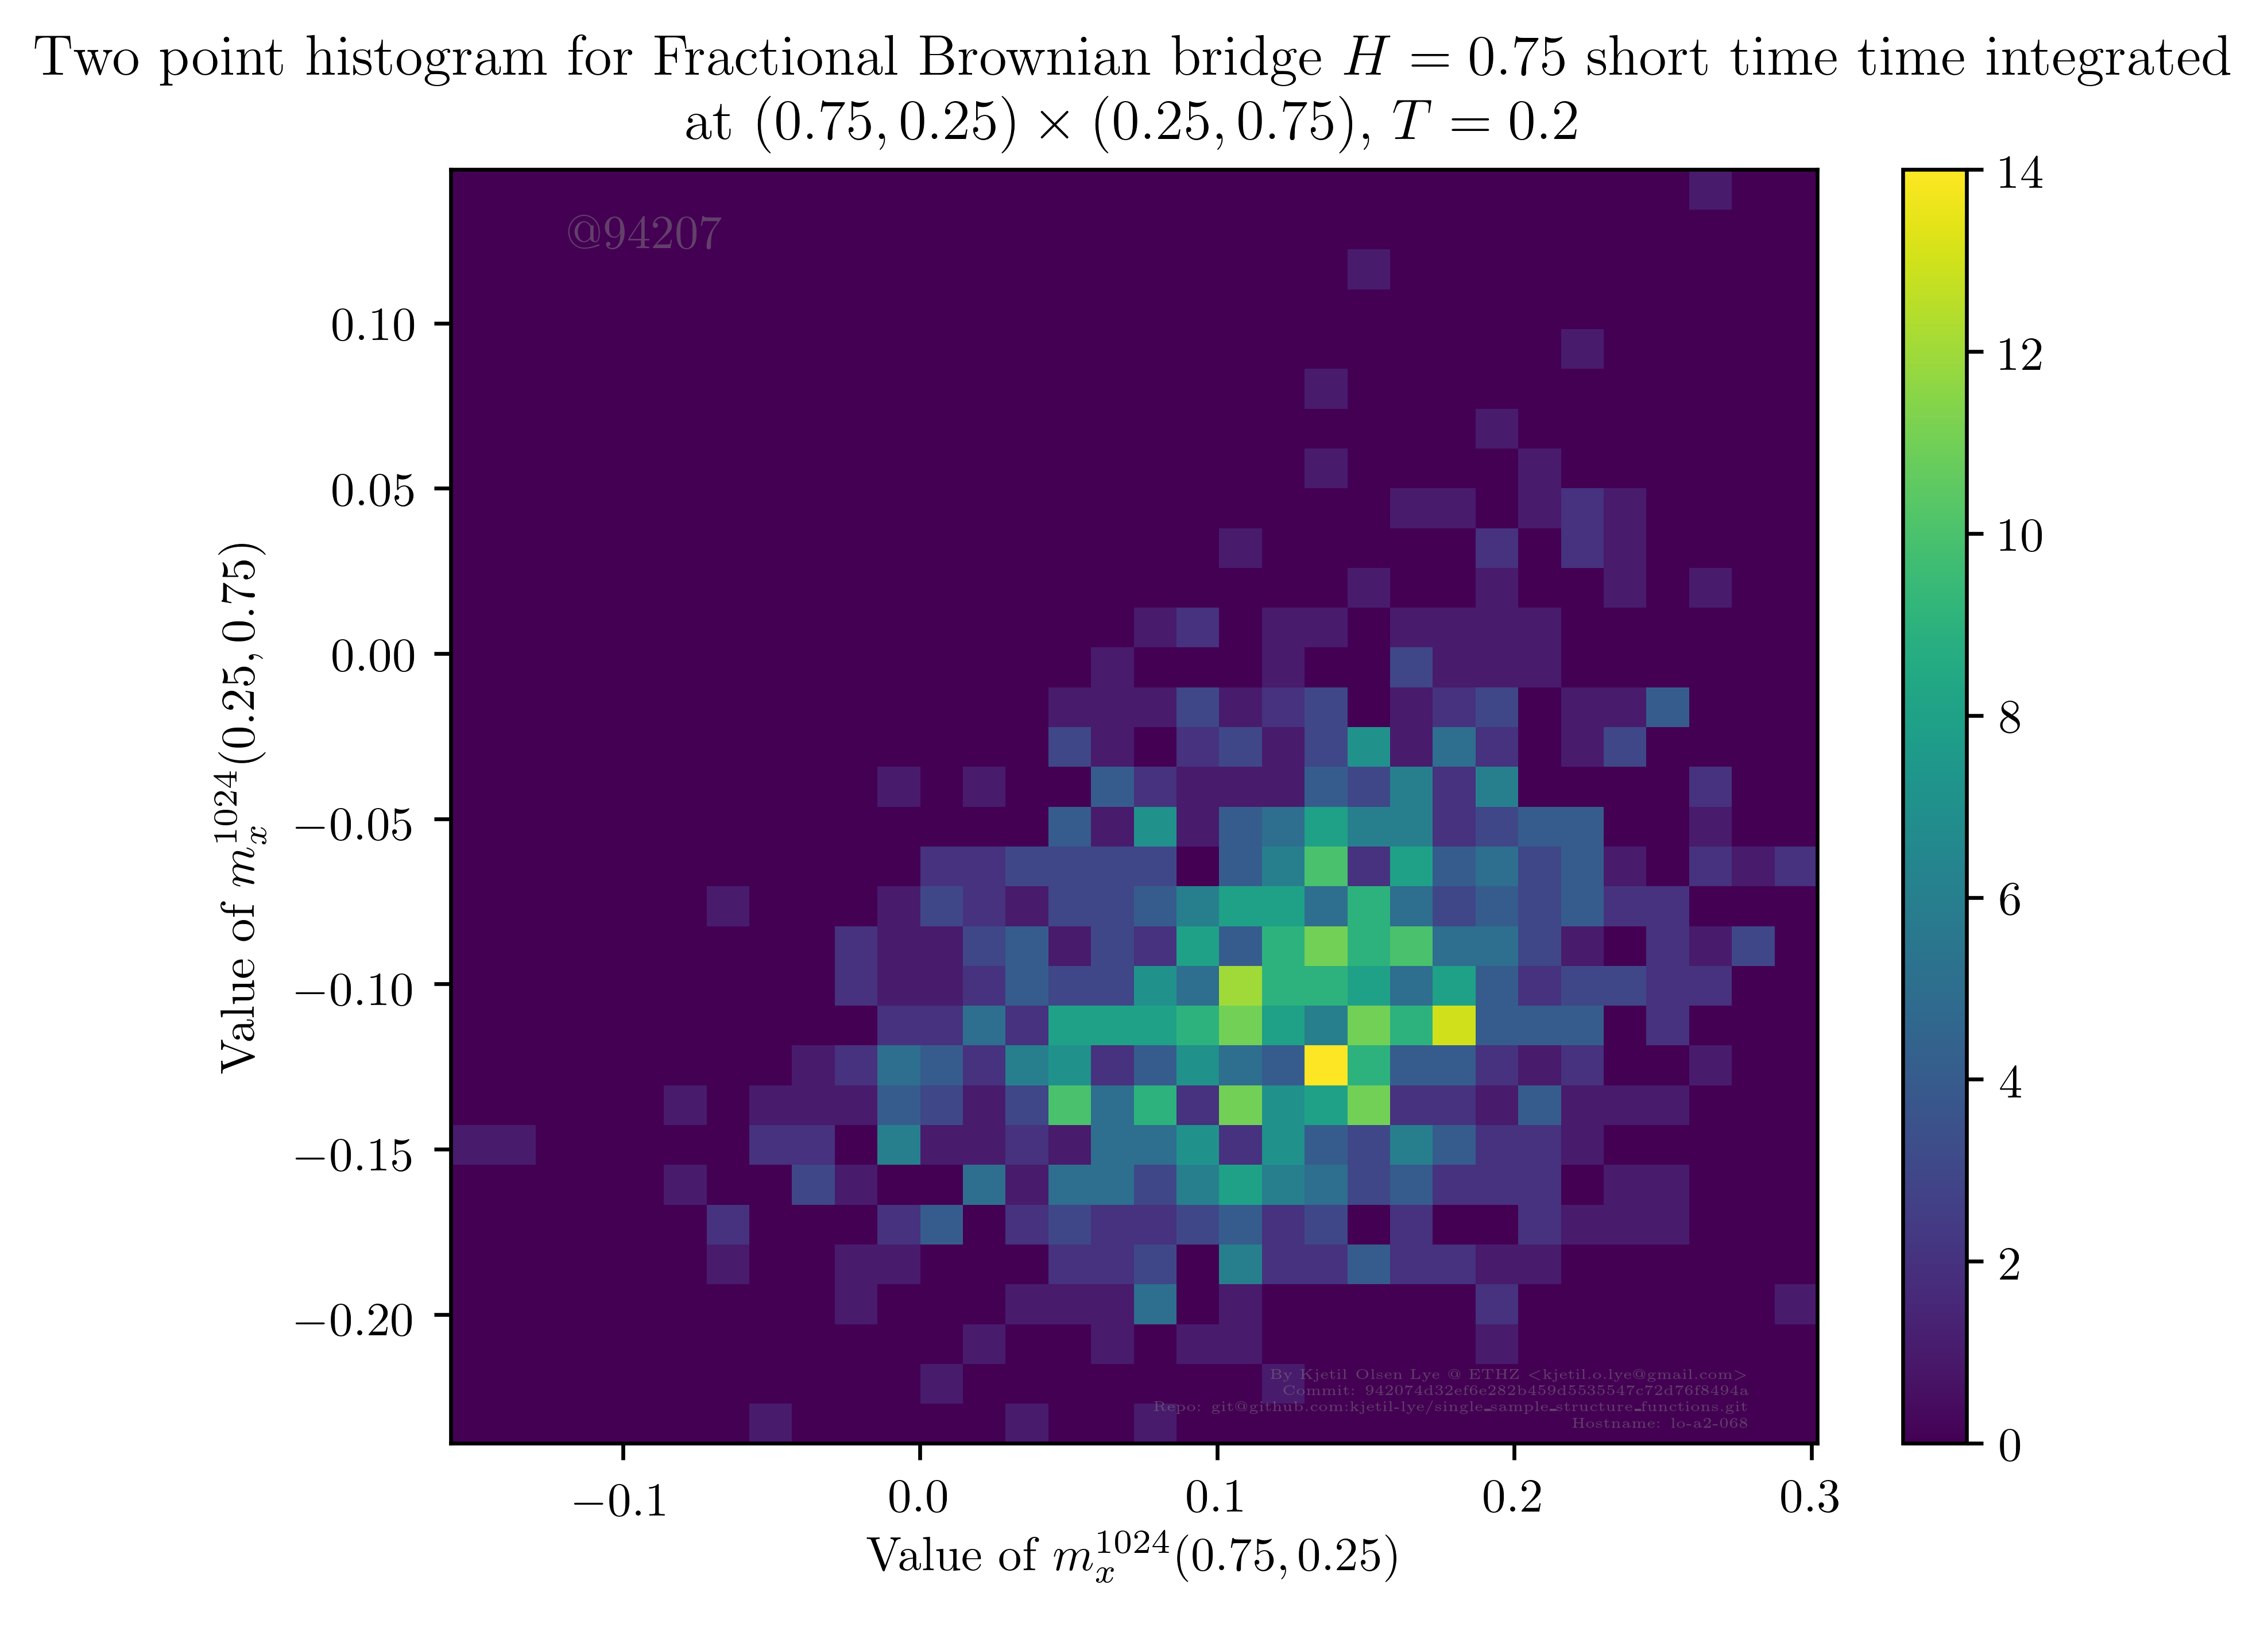 Two point histogram for Fractional Brownian bridge H = 0.75 short time time integrated
at (0.75, 0.25) × (0.25, 0.75), T = 0.2
@94207
0.10
0.05
0.00
−0.05
−0.10
−0.15
−0.20
Value of m_x^{1024}(0.25, 0.75)
−0.1
0.0
0.1
0.2
0.3
Value of m_x^{1024}(0.75, 0.25)
14
12
10
8
6
4
2
0
By Kjetil Olsen Lye @ ETHZ <kjetil.o.lye@gmail.com>
Commit: 942074d32ef6e282b459d5535547c72d76f8494a
Repo: git@github.com:kjetil-lye/single_sample_structure_functions.git
Hostname: lo-a2-068